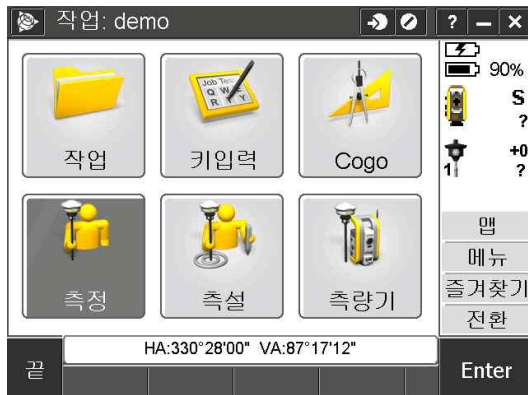 작업: demo
?
90%
작업
키입력
Cogo
S
?
+0
1
?
측정
측설
측량기
맵
메뉴
즐겨찾기
전환
HA:330°28'00" VA:87°17'12"
끝
Enter